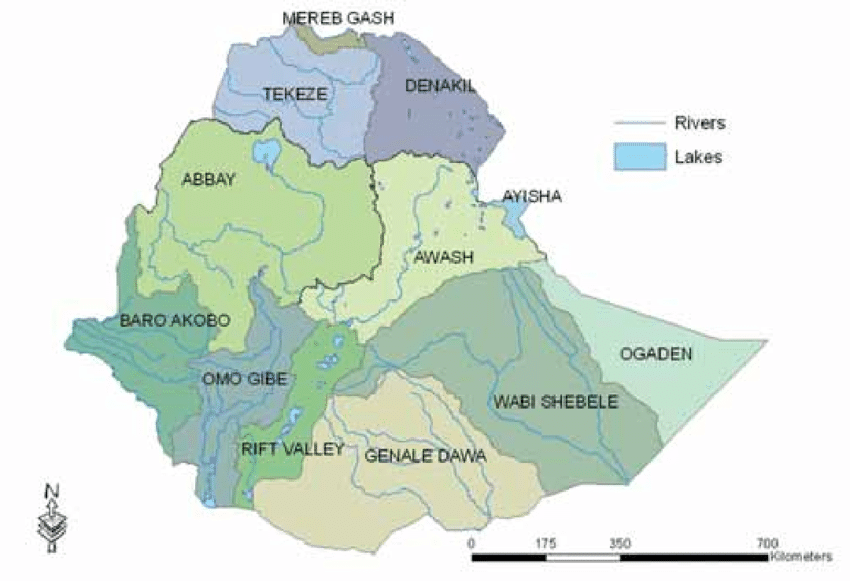 MEREB GASH
TEKEZE
DENAKIL
Rivers
Lakes
ABBAY
AYISHA
AWASH
BARO AKOBO
OGADEN
OMO GIBE
WABI SHEBELE
RIFT VALLEY
GENALE DAWA
N
0 175 350 700
Kilometers